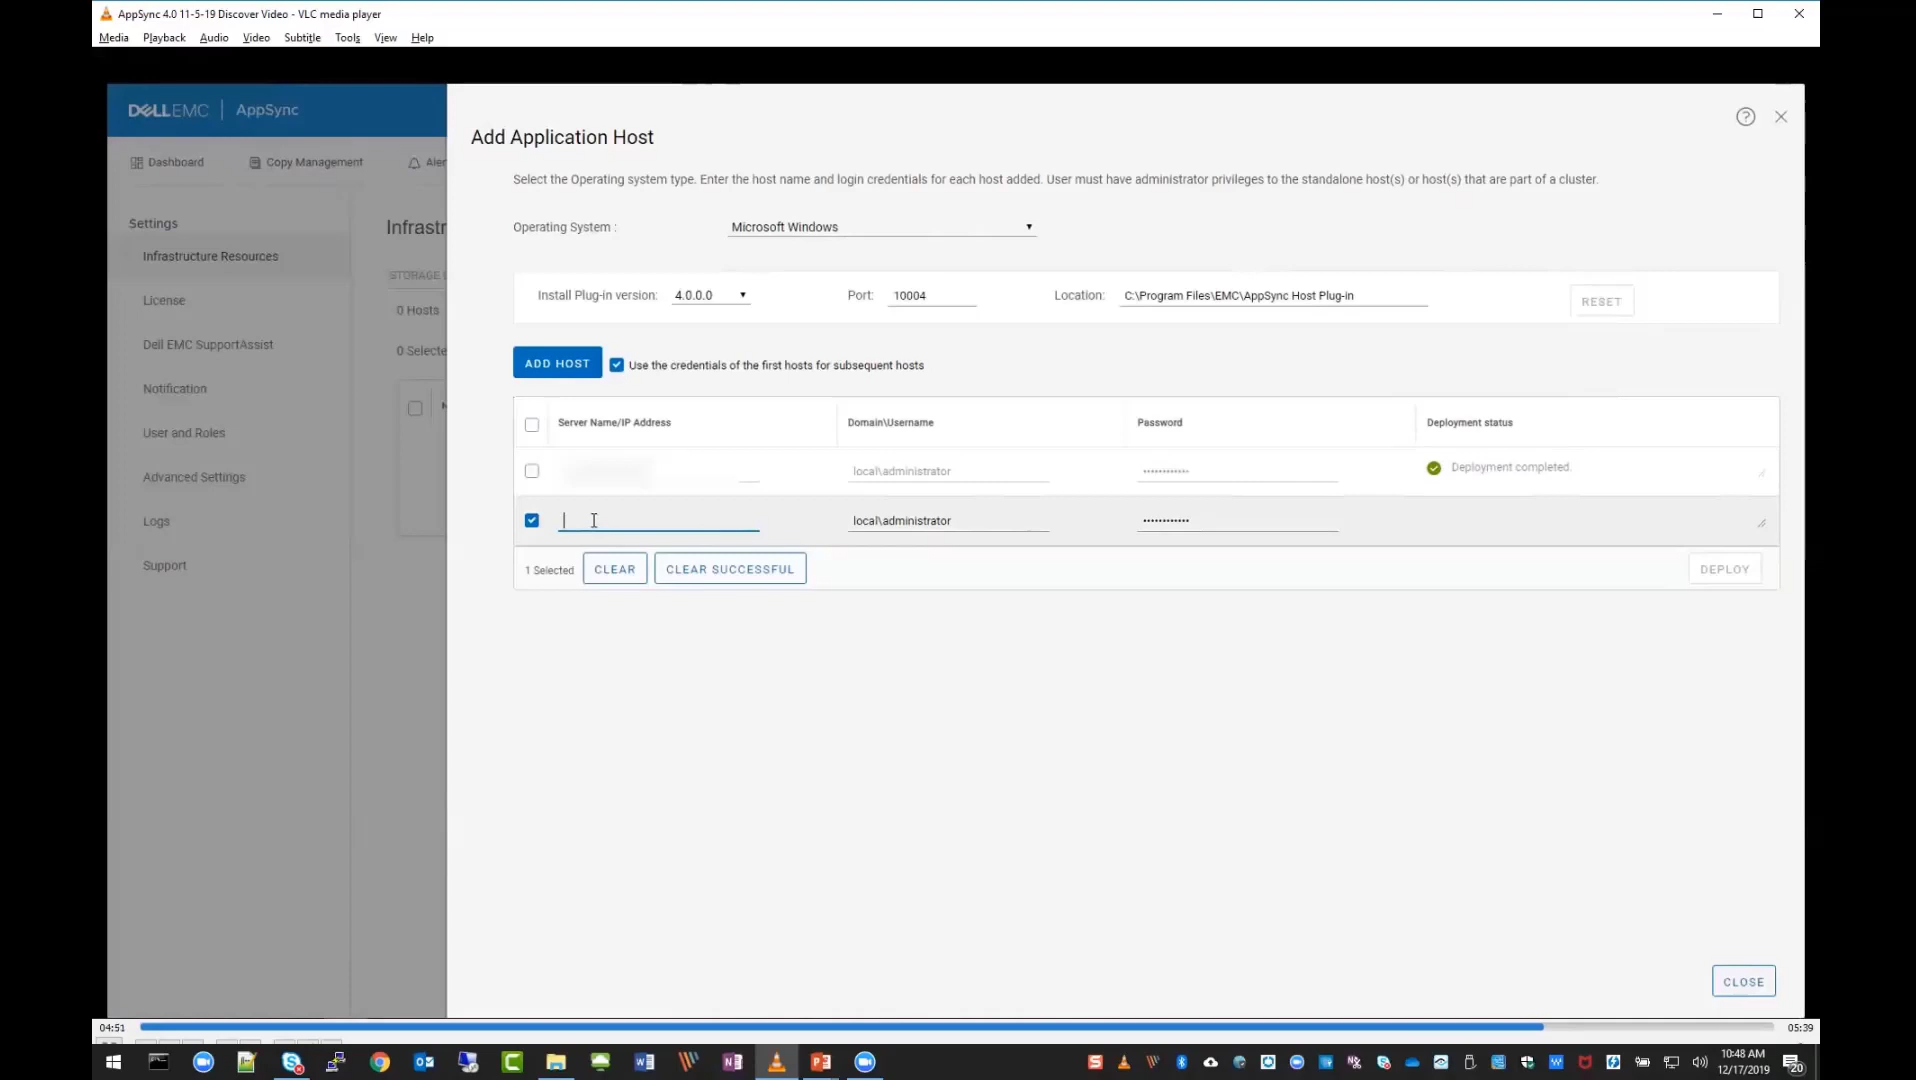 AppSync 4.0 11-5-19 Discover Video - VLC media player
Media Playback Audio Video Subtitle Tools View Help
DELLEMC | AppSync
Dashboard Copy Management Aler
Settings
Infrastructure Resources
License
Dell EMC SupportAssist
Notification
User and Roles
Advanced Settings
Logs
Support
Infrastr
STORAGE
0 Hosts
0 Selecte
Add Application Host
Select the Operating system type. Enter the host name and login credentials for each host added. User must have administrator privileges to the standalone host(s) or host(s) that are part of a cluster.
Operating System : Microsoft Windows
Install Plug-in version: 4.0.0.0 Port: 10004 Location: C:\Program Files\EMC\AppSync Host Plug-in RESET
ADD HOST Use the credentials of the first hosts for subsequent hosts
Server Name/IP Address Domain\Username Password Deployment status
local\administrator ············ Deployment completed.
local\administrator ············
1 Selected CLEAR CLEAR SUCCESSFUL DEPLOY
CLOSE
04:51 05:39
10:48 AM
12/17/2019
20